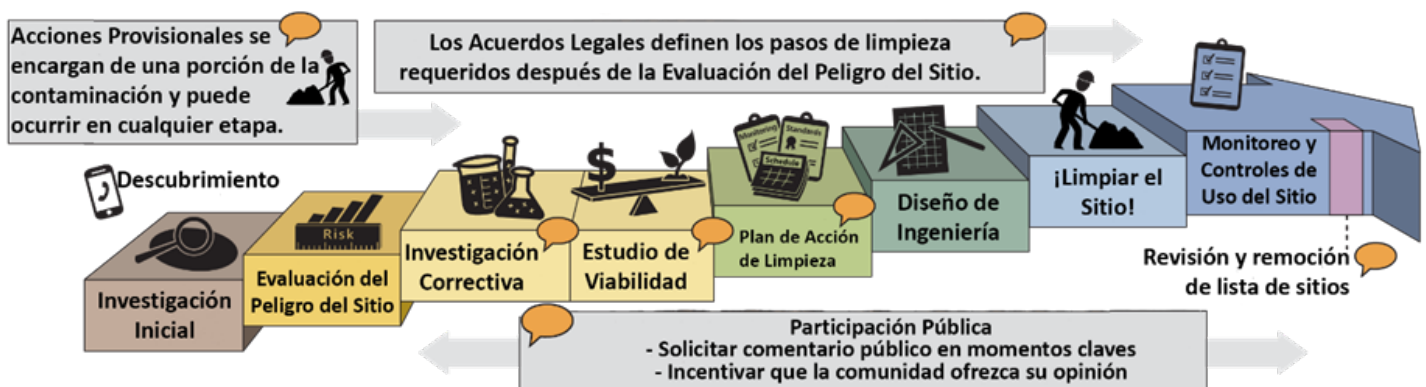 Acciones Provisionales se
encargan de una porción de la
contaminación y puede
ocurrir en cualquier etapa.
Los Acuerdos Legales definen los pasos de limpieza
requeridos después de la Evaluación del Peligro del Sitio.
Descubrimiento
Investigación
Inicial
Risk
Evaluación del
Peligro del Sitio
Investigación
Correctiva
$
Estudio de
Viabilidad
Monitoring
Standards
Schedule
Plan de Acción
de Limpieza
Diseño de
Ingeniería
¡Limpiar el
Sitio!
Monitoreo y
Controles de
Uso del Sitio
Revisión y remoción
de lista de sitios
Participación Pública
- Solicitar comentario público en momentos claves
- Incentivar que la comunidad ofrezca su opinión